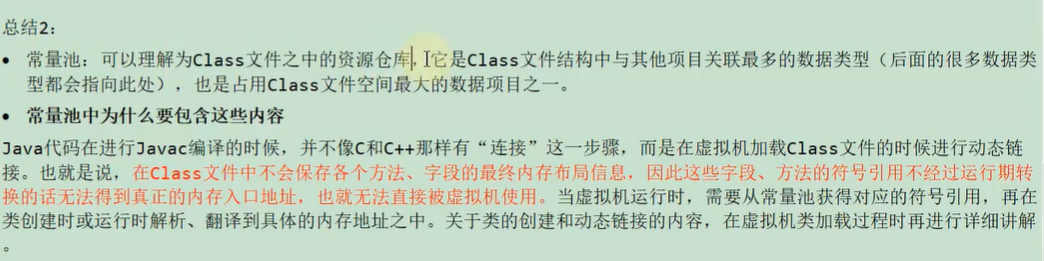 总结2:
• 常量池：可以理解为Class文件之中的资源仓库，它是Class文件结构中与其他项目关联最多的数据类型（后面的很多数据类
型都会指向此处），也是占用Class文件空间最大的数据项目之一。
• 常量池中为什么要包含这些内容
Java代码在进行Javac编译的时候，并不像C和C++那样有“连接”这一步骤，而是在虚拟机加载Class文件的时候进行动态链
接。也就是说，在Class文件中不会保存各个方法、字段的最终内存布局信息，因此这些字段、方法的符号引用不经过运行期转
换的话无法得到真正的内存入口地址，也就无法直接被虚拟机使用。当虚拟机运行时，需要从常量池获得对应的符号引用，再在
类创建时或运行时解析、翻译到具体的内存地址之中。关于类的创建和动态链接的内容，在虚拟机类加载过程时再进行详细讲解
。